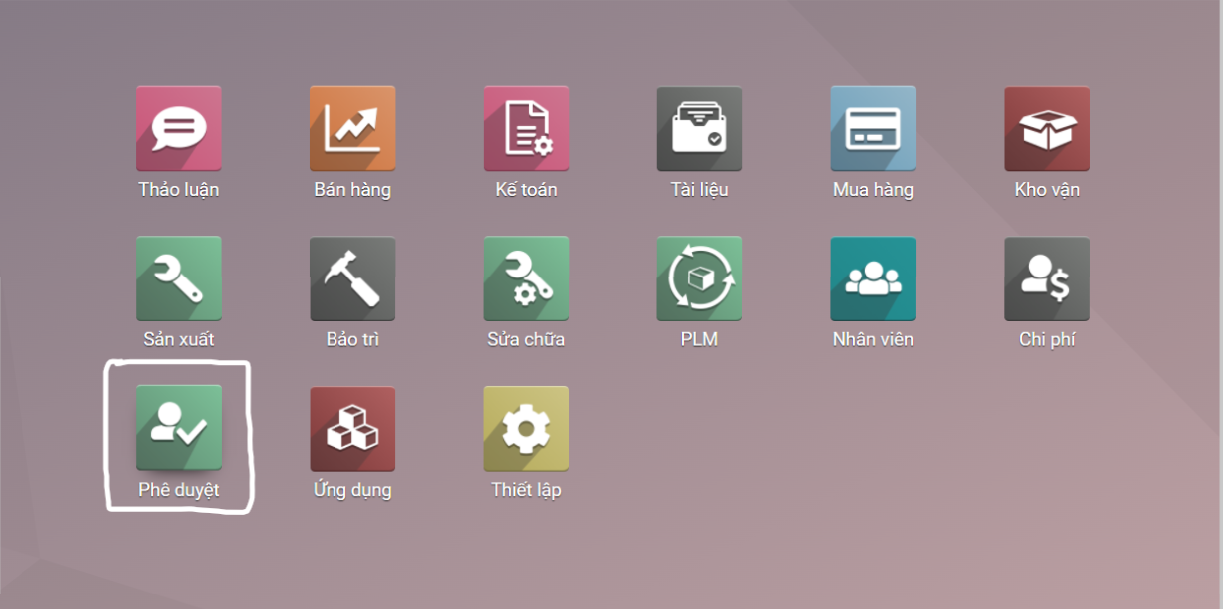 Thảo luận
Bán hàng
Kế toán
Tài liệu
Mua hàng
Kho vận
Sản xuất
Bảo trì
Sửa chữa
PLM
Nhân viên
Chi phí
Phê duyệt
Ứng dụng
Thiết lập